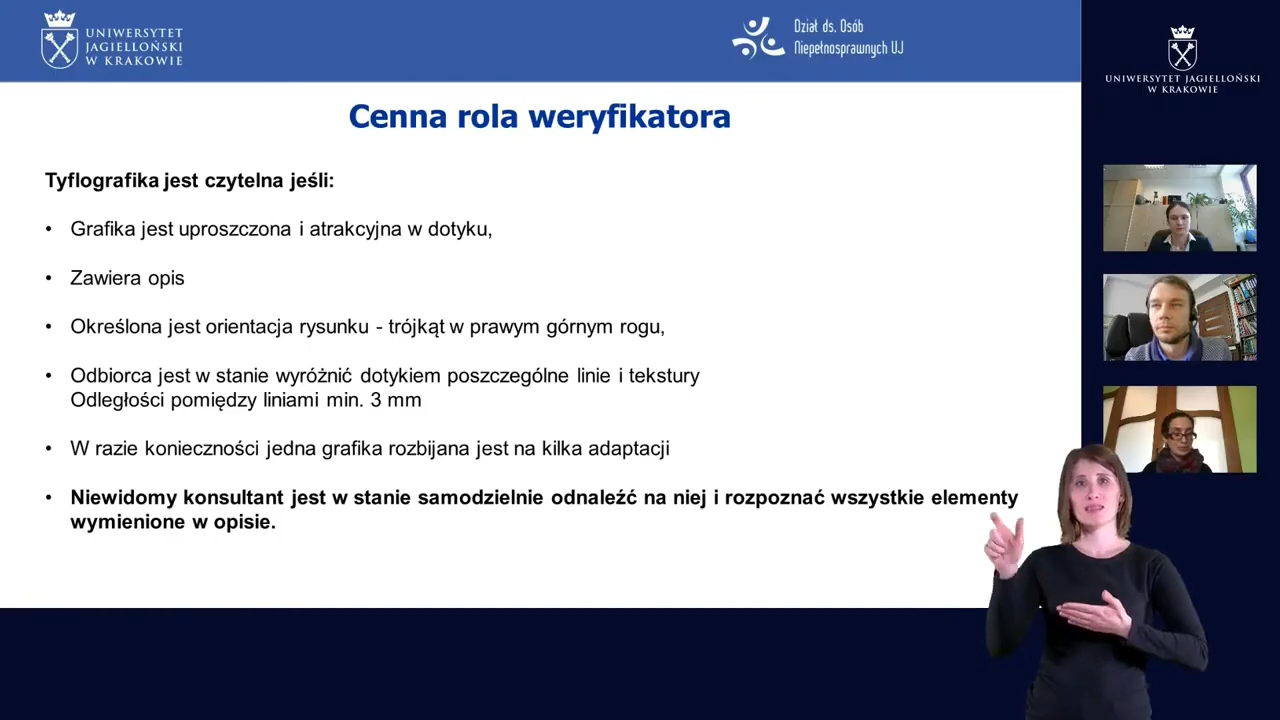 UNIWERSYTET
JAGIELLOŃSKI
W KRAKOWIE
Dział ds. Osób
Niepełnosprawnych UJ
UNIWERSYTET JAGIELLOŃSKI
W KRAKOWIE
Cenna rola weryfikatora
Tyflografika jest czytelna jeśli:
• Grafika jest uproszczona i atrakcyjna w dotyku,
• Zawiera opis
• Określona jest orientacja rysunku - trójkąt w prawym górnym rogu,
• Odbiorca jest w stanie wyróżnić dotykiem poszczególne linie i tekstury
Odległości pomiędzy liniami min. 3 mm
• W razie konieczności jedna grafika rozbijana jest na kilka adaptacji
• Niewidomy konsultant jest w stanie samodzielnie odnaleźć na niej i rozpoznać wszystkie elementy
wymienione w opisie.